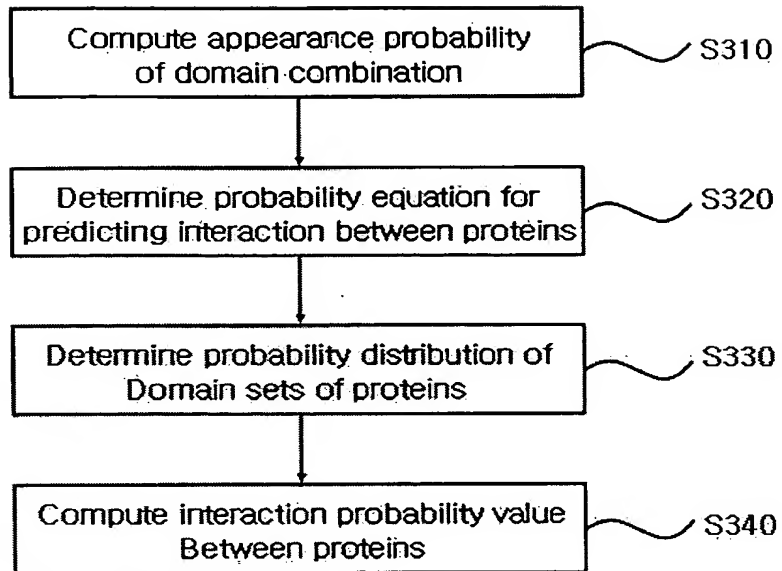 Compute appearance probability
of domain combination
S310
Determine probability equation for
predicting interaction between proteins
S320
Determine probability distribution of
Domain sets of proteins
S330
Compute interaction probability value
Between proteins
S340